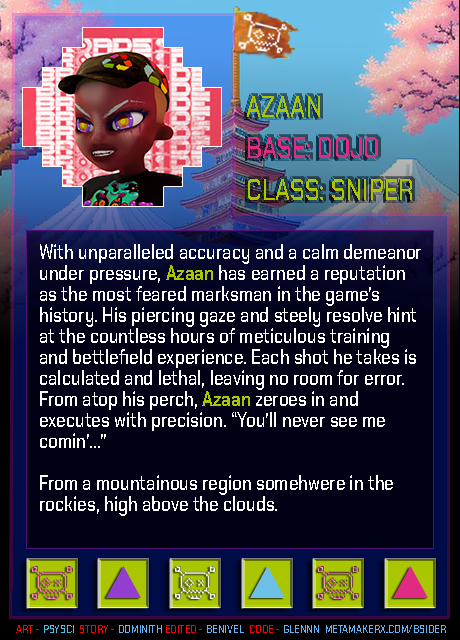 AZAAN
BASE: DOJO
CLASS: SNIPER
With unparalleled accuracy and a calm demeanor
under pressure, Azaan has earned a reputation
as the most feared marksman in the game's
history. His piercing gaze and steely resolve hint
at the countless hours of meticulous training
and bettlefield experience. Each shot he takes is
calculated and lethal, leaving no room for error.
From atop his perch, Azaan zeroes in and
executes with precision. “You'll never see me
comin'...”
From a mountainous region somehwere in the
rockies, high above the clouds.
ART - PSYSCI STORY - DOMINITH EDITED - BENIVEL CODE - GLENNN METAMAKERX.COM/BSIDER